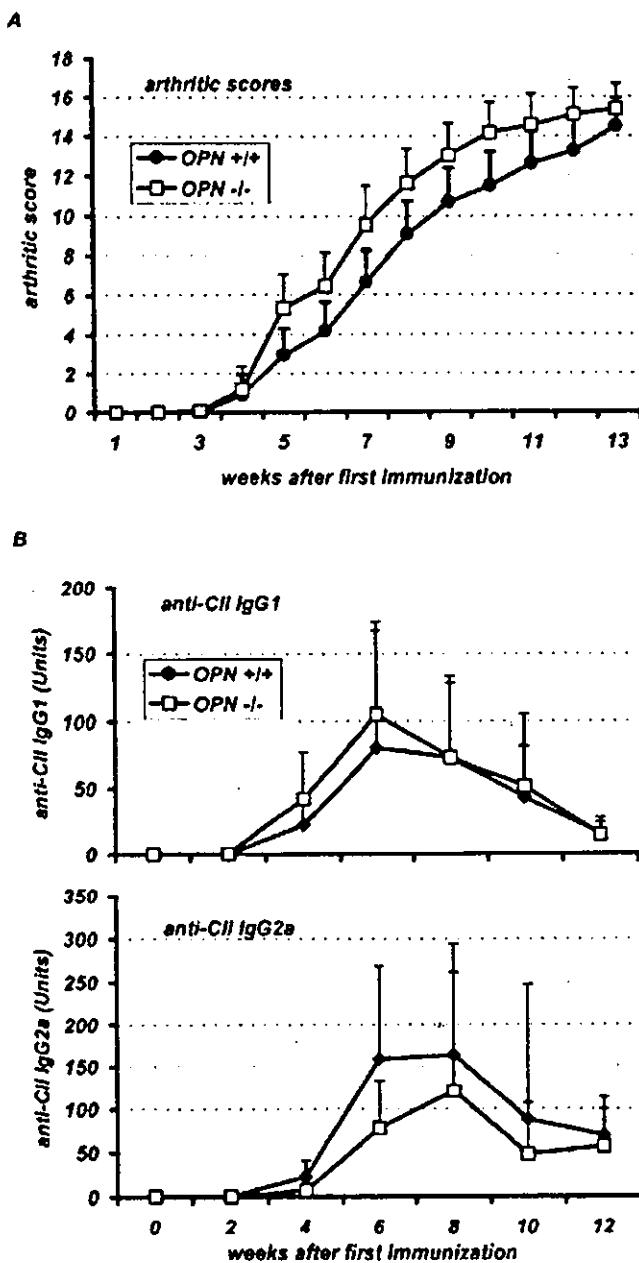 A
arthritic scores
OPN +/+
OPN -/-
arthritic score
18
16
14
12
10
8
6
4
2
0
1 3 5 7 9 11 13
weeks after first immunization
B
anti-CII IgG1
OPN +/+
OPN -/-
anti-CII IgG1 (Units)
200
150
100
50
0
anti-CII IgG2a
anti-CII IgG2a (Units)
350
300
250
200
150
100
50
0
0 2 4 6 8 10 12
weeks after first immunization